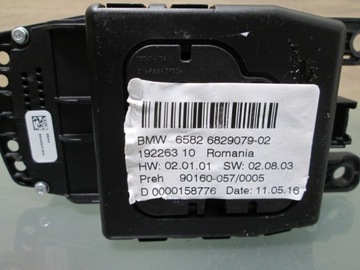 BMW 6582 6829079-02
192263 10 Romania
HW: 02.01.01 SW: 02.08.03
Preh 90160-057/0005
D 0000158776 Date: 11.05.16